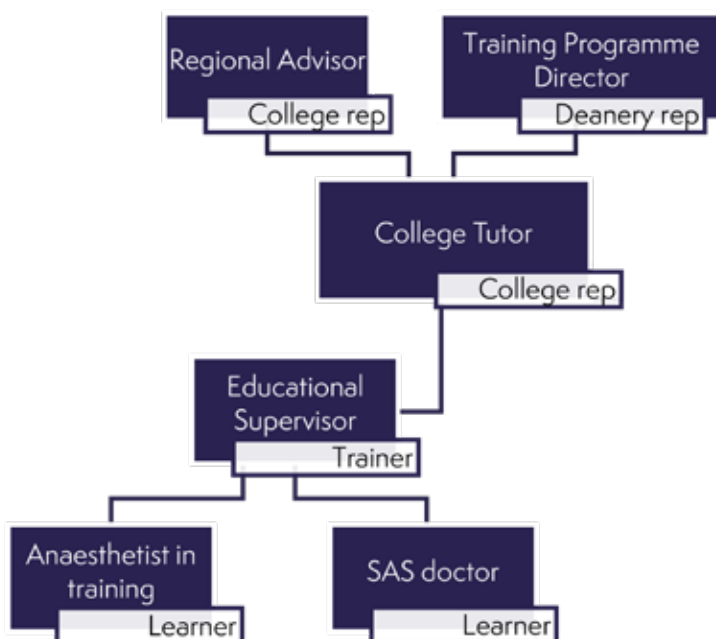 Regional Advisor
College rep
Training Programme
Director
Deanery rep
College Tutor
College rep
Educational
Supervisor
Trainer
Anaesthetist in
training
Learner
SAS doctor
Learner